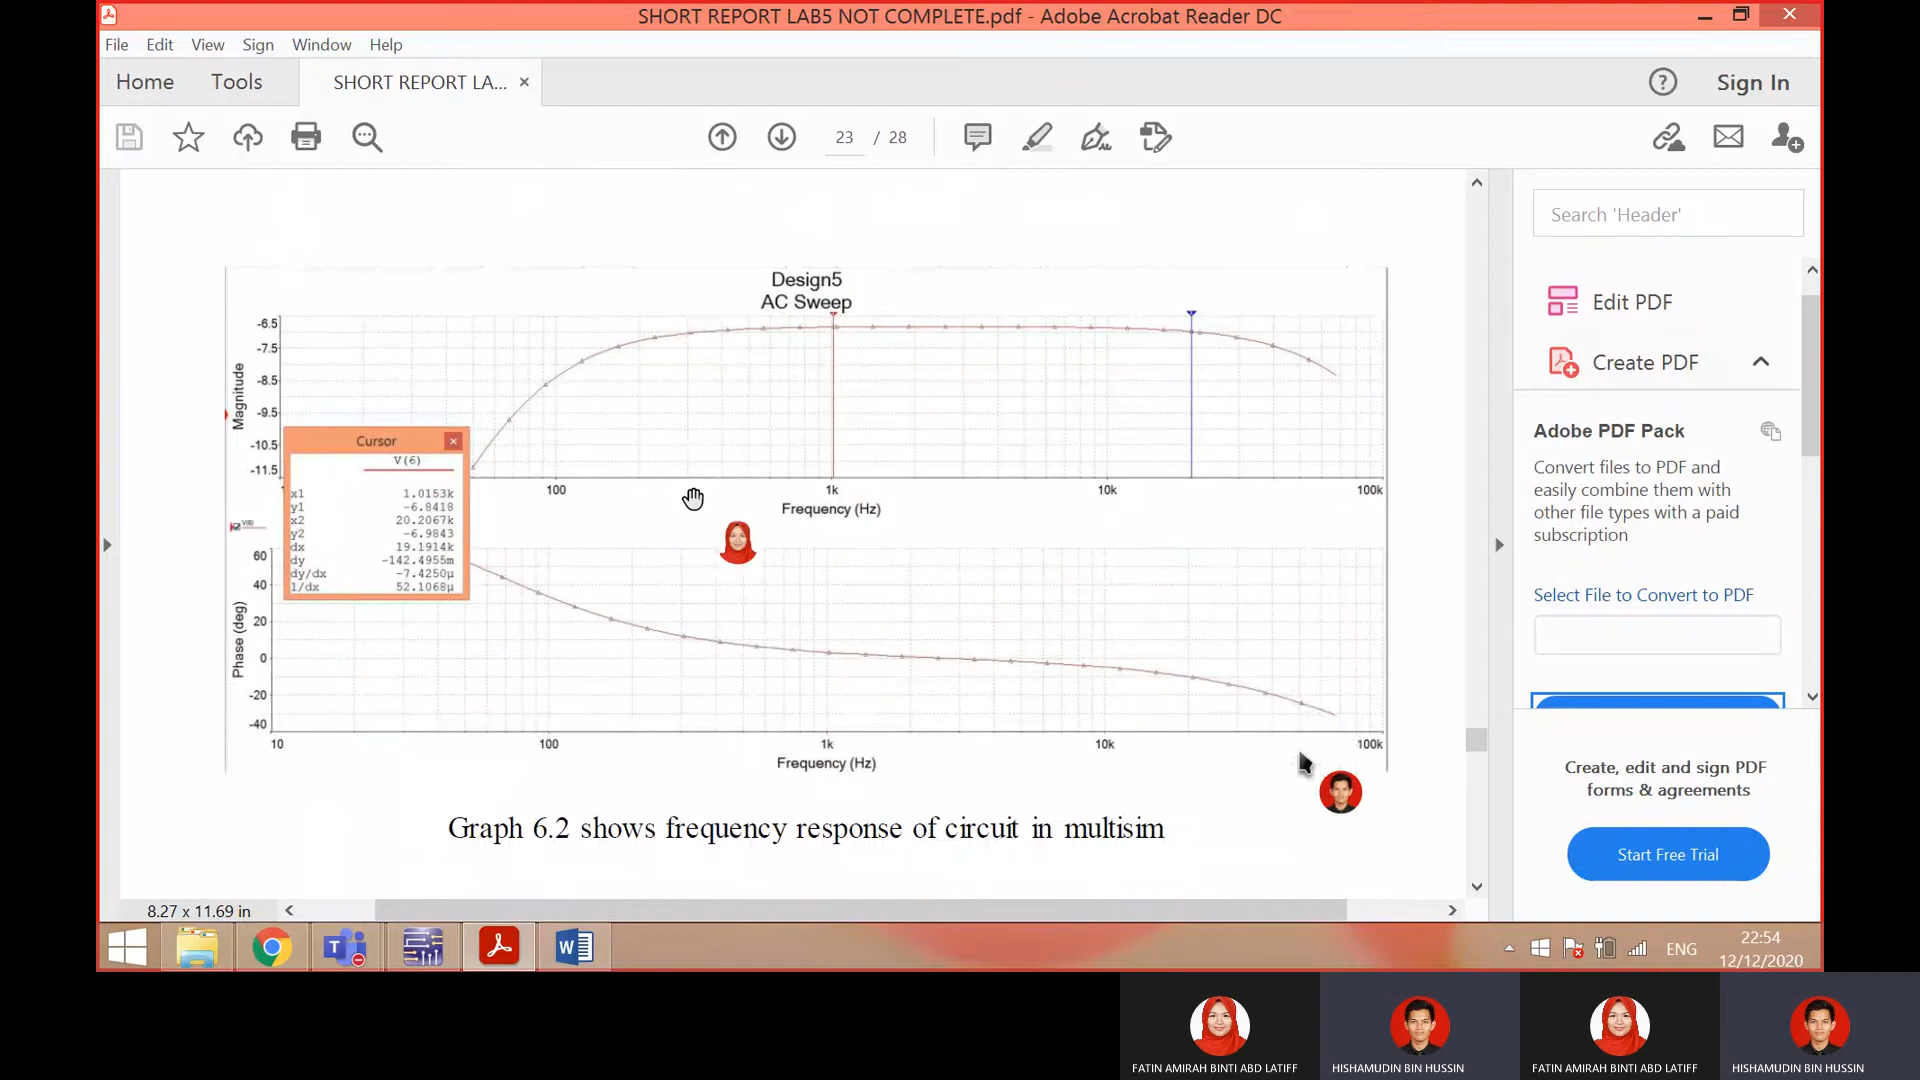 SHORT REPORT LAB5 NOT COMPLETE.pdf - Adobe Acrobat Reader DC
File Edit View Sign Window Help
Home Tools SHORT REPORT LA... ×
Sign In
23 / 28
Search 'Header'
Edit PDF
Create PDF
Adobe PDF Pack
Convert files to PDF and
easily combine them with
other file types with a paid
subscription
Select File to Convert to PDF
Create, edit and sign PDF
forms & agreements
Start Free Trial
Design5
AC Sweep
Magnitude
-6.5
-7.5
-8.5
-9.5
-10.5
-11.5
100 1k 10k 100k
Frequency (Hz)
Cursor
V(6)
x1 1.0153k
y1 -6.8418
x2 20.2067k
y2 -6.9843
dx 19.1914k
dy -142.4955m
dy/dx -7.4250µ
1/dx 52.1068µ
Phase (deg)
60
40
20
0
-20
-40
10 100 1k 10k 100k
Frequency (Hz)
Graph 6.2 shows frequency response of circuit in multisim
8.27 x 11.69 in
ENG
22:54
12/12/2020
FATIN AMIRAH BINTI ABD LATIFF
HISHAMUDIN BIN HUSSIN
FATIN AMIRAH BINTI ABD LATIFF
HISHAMUDIN BIN HUSSIN